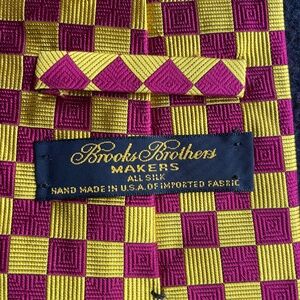 Brooks Brothers
MAKERS
ALL SILK
HAND MADE IN U.S.A. OF IMPORTED FABRIC